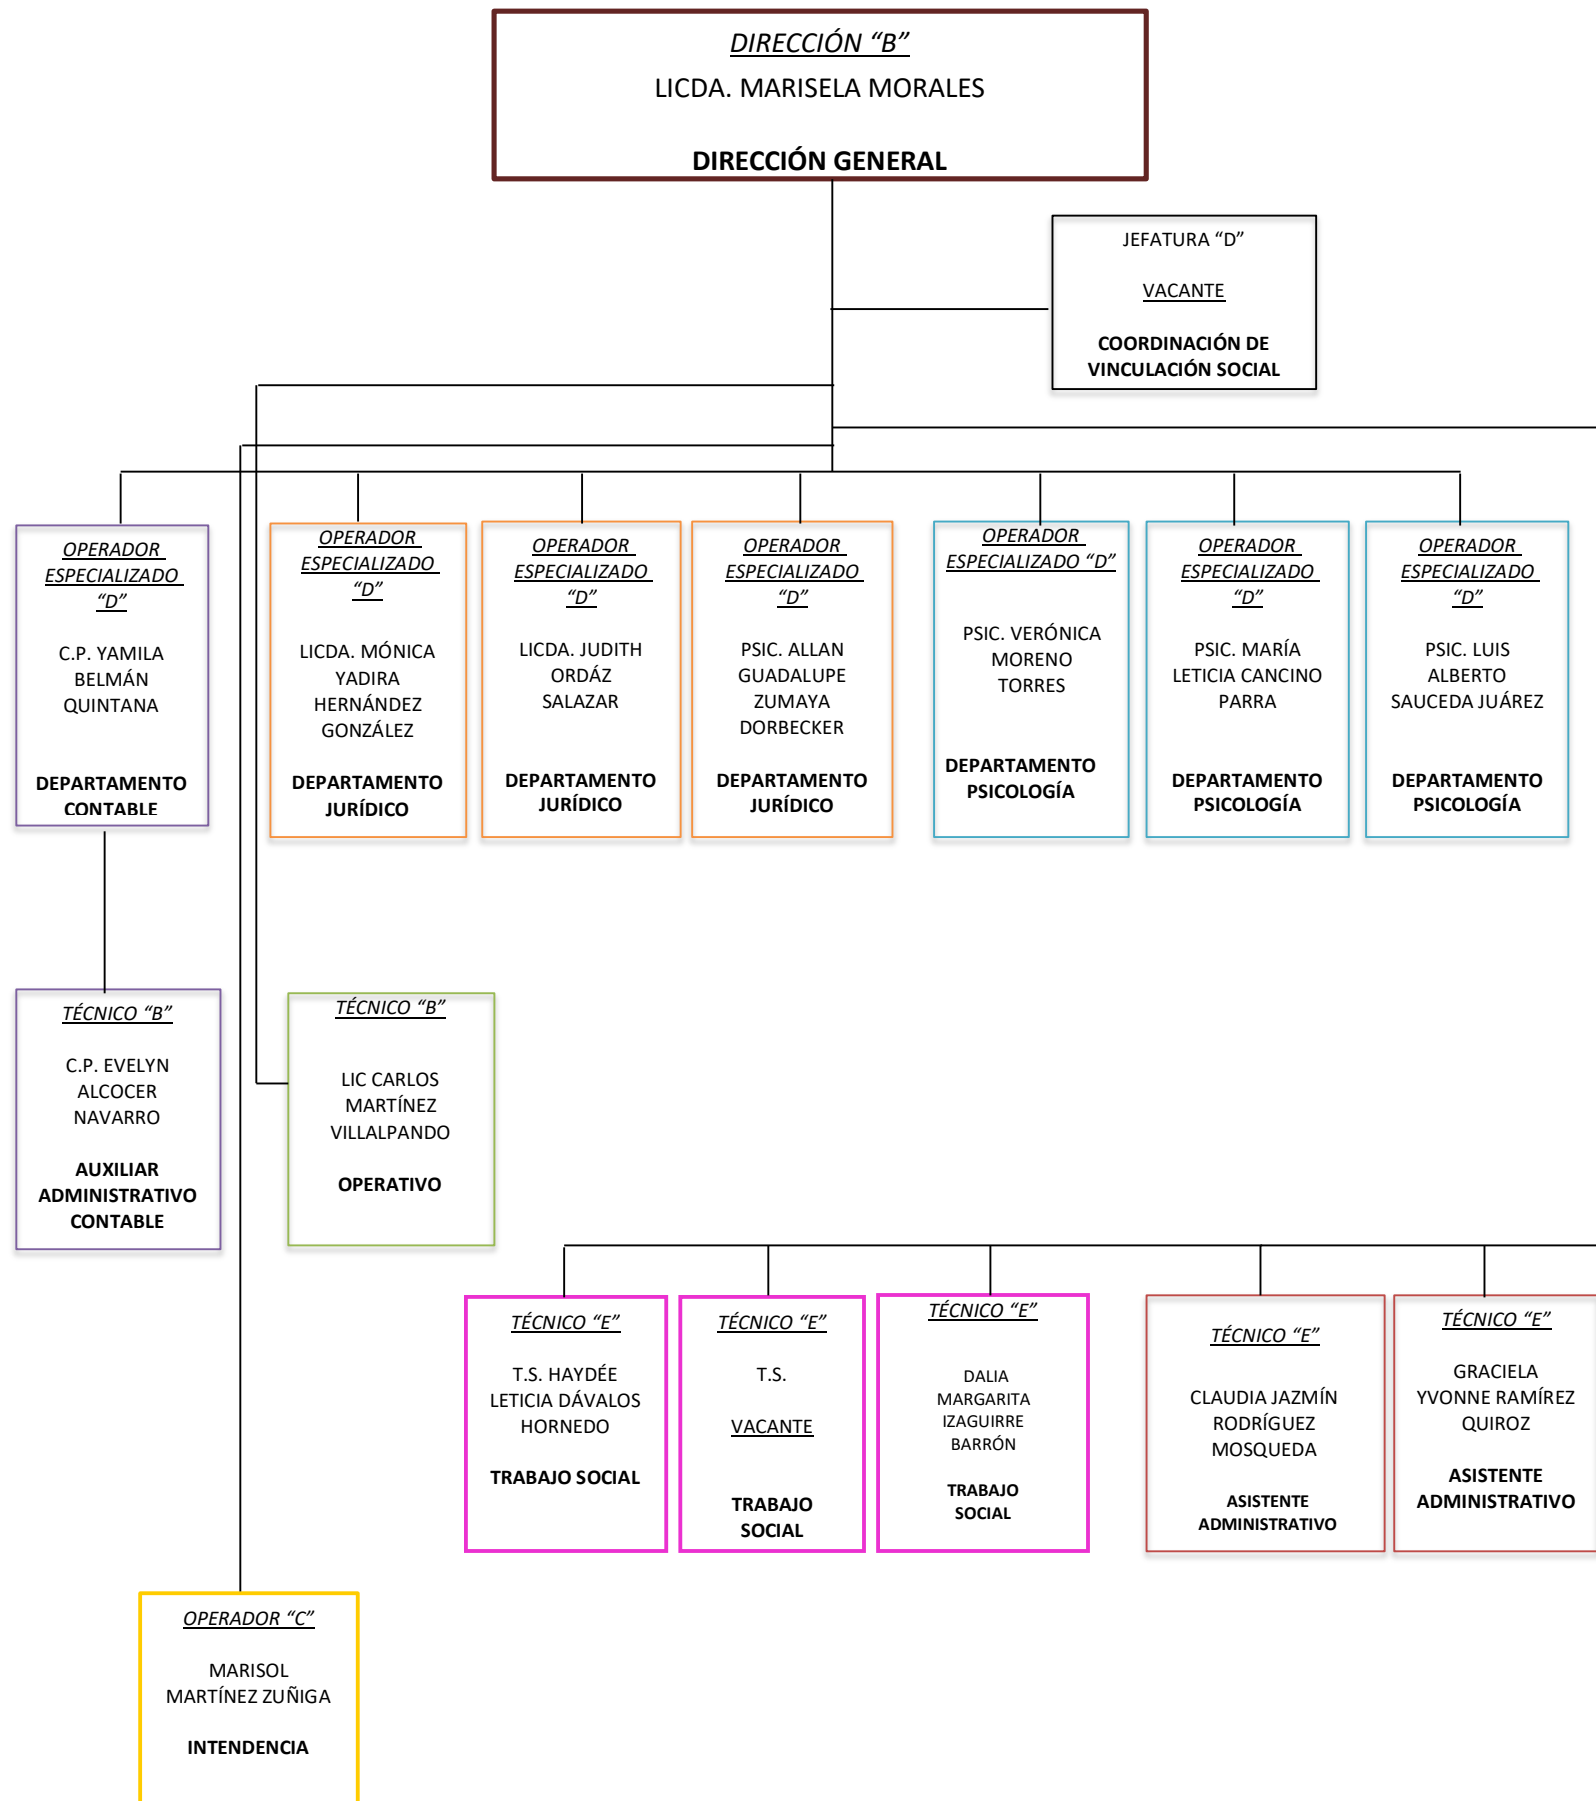 DIRECCIÓN “B”
LICDA. MARISELA MORALES
DIRECCIÓN GENERAL
JEFATURA “D”
VACANTE
COORDINACIÓN DE
VINCULACIÓN SOCIAL
OPERADOR
ESPECIALIZADO
“D”
C.P. YAMILA
BELMÁN
QUINTANA
DEPARTAMENTO
CONTABLE
OPERADOR
ESPECIALIZADO
“D”
LICDA. MÓNICA
YADIRA
HERNÁNDEZ
GONZÁLEZ
DEPARTAMENTO
JURÍDICO
OPERADOR
ESPECIALIZADO
“D”
LICDA. JUDITH
ORDÁZ
SALAZAR
DEPARTAMENTO
JURÍDICO
OPERADOR
ESPECIALIZADO
“D”
PSIC. ALLAN
GUADALUPE
ZUMAYA
DORBECKER
DEPARTAMENTO
JURÍDICO
OPERADOR
ESPECIALIZADO “D”
PSIC. VERÓNICA
MORENO
TORRES
DEPARTAMENTO
PSICOLOGÍA
OPERADOR
ESPECIALIZADO
“D”
PSIC. MARÍA
LETICIA CANCINO
PARRA
DEPARTAMENTO
PSICOLOGÍA
OPERADOR
ESPECIALIZADO
“D”
PSIC. LUIS
ALBERTO
SAUCEDA JUÁREZ
DEPARTAMENTO
PSICOLOGÍA
TÉCNICO “B”
C.P. EVELYN
ALCOCER
NAVARRO
AUXILIAR
ADMINISTRATIVO
CONTABLE
TÉCNICO “B”
LIC CARLOS
MARTÍNEZ
VILLALPANDO
OPERATIVO
TÉCNICO “E”
T.S. HAYDÉE
LETICIA DÁVALOS
HORNEDO
TRABAJO SOCIAL
TÉCNICO “E”
T.S.
VACANTE
TRABAJO
SOCIAL
TÉCNICO “E”
DALIA
MARGARITA
IZAGUIRRE
BARRÓN
TRABAJO
SOCIAL
TÉCNICO “E”
CLAUDIA JAZMÍN
RODRÍGUEZ
MOSQUEDA
ASISTENTE
ADMINISTRATIVO
TÉCNICO “E”
GRACIELA
YVONNE RAMÍREZ
QUIROZ
ASISTENTE
ADMINISTRATIVO
OPERADOR “C”
MARISOL
MARTÍNEZ ZUÑIGA
INTENDENCIA